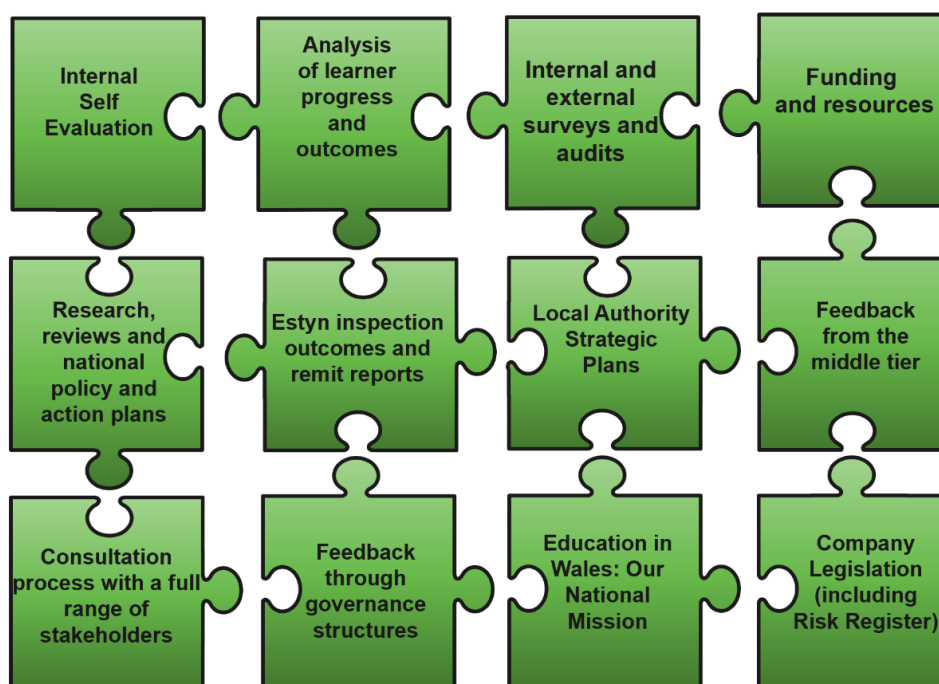 Internal
Self
Evaluation
Analysis
of learner
progress
and
outcomes
Internal and
external
surveys and
audits
Funding
and resources
Research,
reviews and
national
policy and
action plans
Estyn inspection
outcomes and
remit reports
Local Authority
Strategic
Plans
Feedback
from the
middle tier
Consultation
process with a full
range of
stakeholders
Feedback
through
governance
structures
Education in
Wales: Our
National
Mission
Company
Legislation
(including
Risk Register)